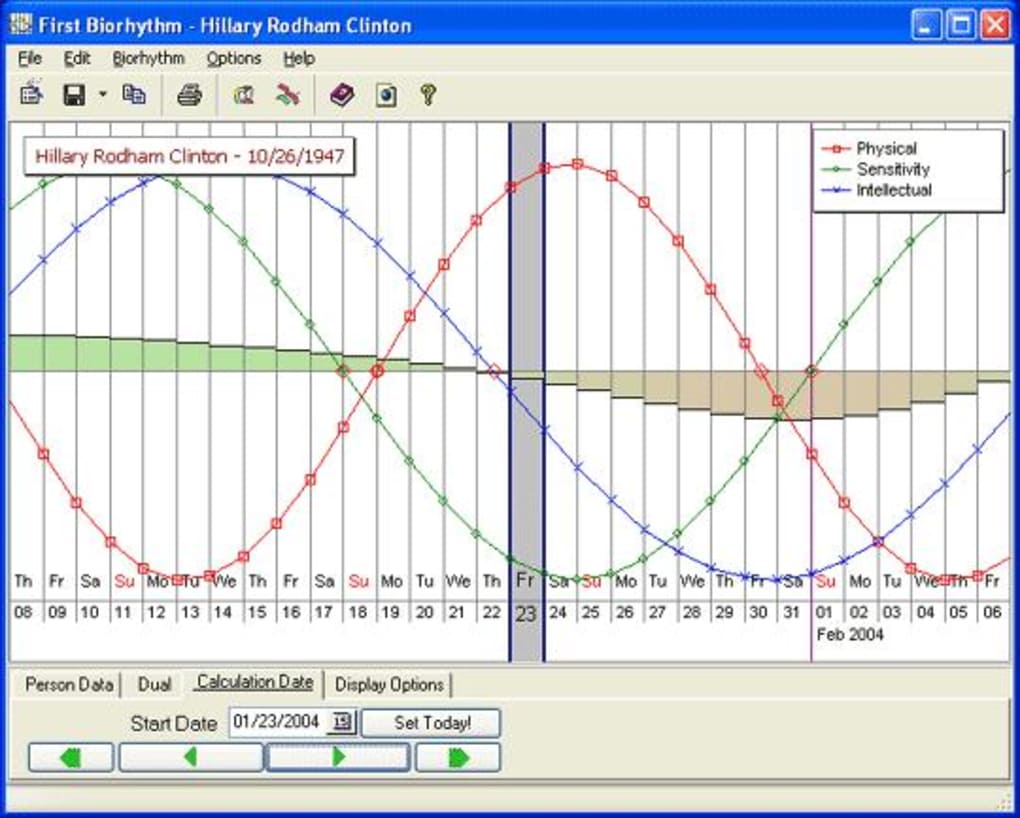 First Biorhythm - Hillary Rodham Clinton
File Edit Biorhythm Options Help
Hillary Rodham Clinton - 10/26/1947
Physical
Sensitivity
Intellectual
Th Fr Sa Su Mo Tu We Th Fr Sa Su Mo Tu We Th Fr Sa Su Mo Tu We Th Fr Sa Su Mo Tu We Th Fr
08 09 10 11 12 13 14 15 16 17 18 19 20 21 22 23 24 25 26 27 28 29 30 31 01 02 03 04 05 06
Feb 2004
Person Data Dual Calculation Date Display Options
Start Date 01/23/2004 15 Set Today!